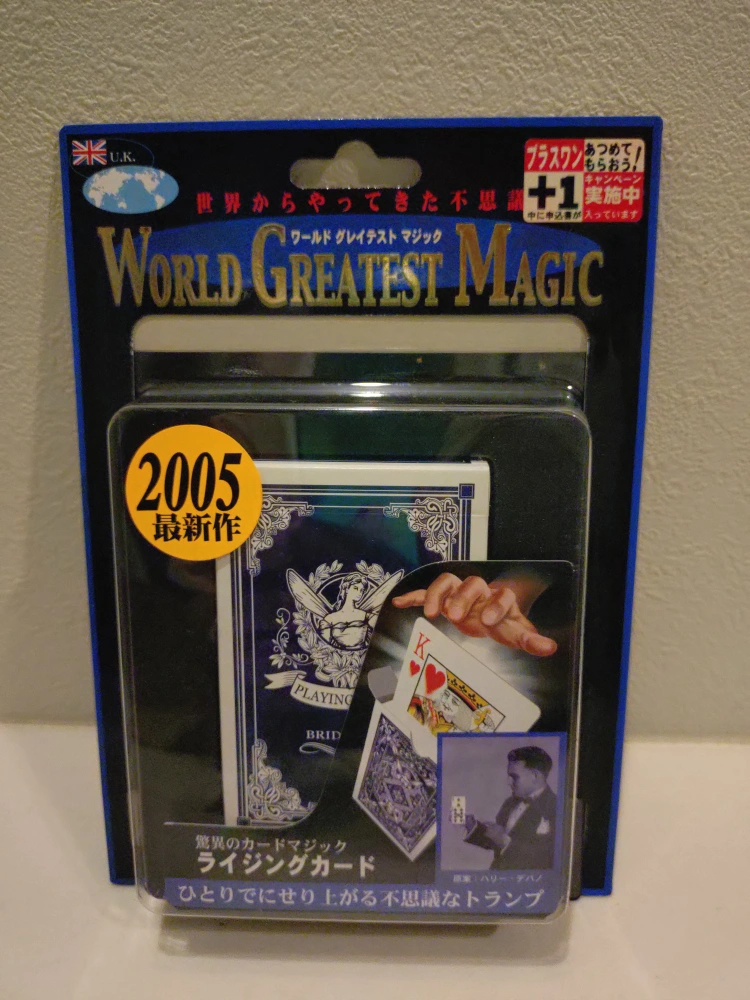 U.K.
世界からやってきた不思議
プラスワン
+1
中に申込書が
あつめて
もらおう!
キャンペーン
実施中
入っています
ワールド グレイテスト マジック
WORLD GREATEST MAGIC
2005
最新作
PLAYING
BRID
K
驚異のカードマジック
ライジングカード
原案:ハリー・デバノ
ひとりでにせり上がる不思議なトランプ